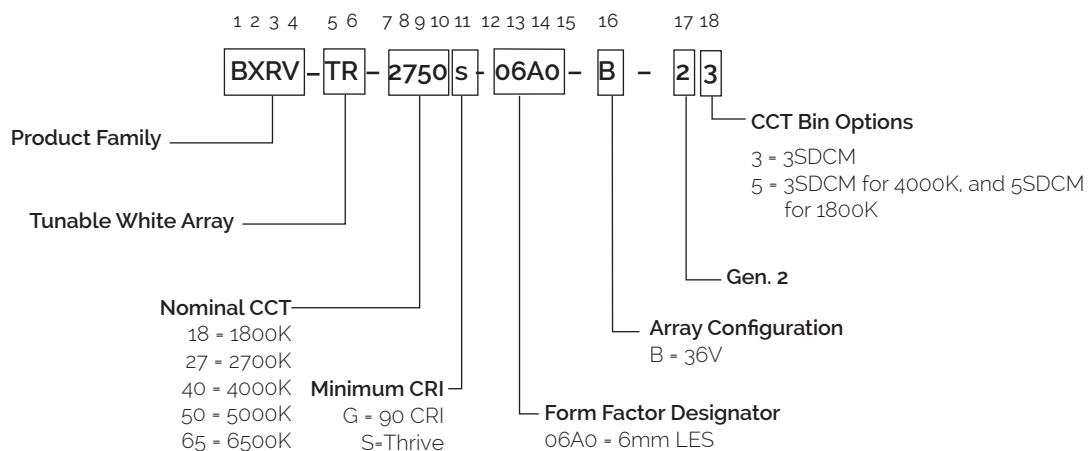 1 2 3 4 5 6 7 8 9 10 11 12 13 14 15 16 17 18
BXRV–TR–2750s-06A0–B–23
Product Family
Tunable White Array
Nominal CCT
18 = 1800K
27 = 2700K
40 = 4000K
50 = 5000K
65 = 6500K
Minimum CRI
G = 90 CRI
S=Thrive
Form Factor Designator
06A0 = 6mm LES
Array Configuration
B = 36V
Gen. 2
CCT Bin Options
3 = 3SDCM
5 = 3SDCM for 4000K, and 5SDCM
for 1800K